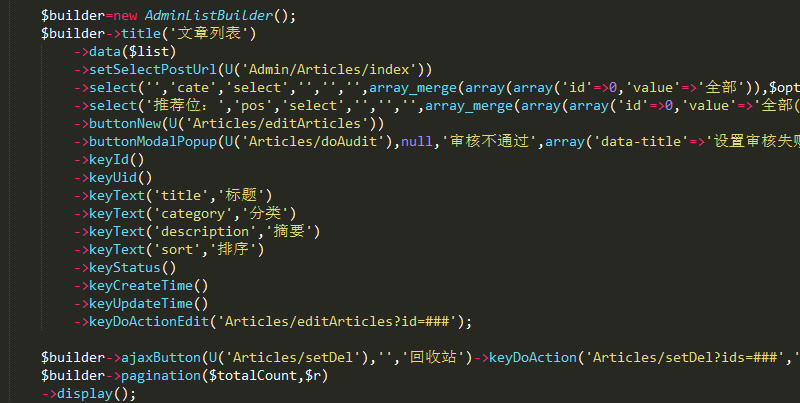 $builder=new AdminListBuilder();
$builder->title('文章列表')
->data($list)
->setSelectPostUrl(U('Admin/Articles/index'))
->select('','cate','select','','','',array_merge(array(array('id'=>0,'value'=>'全部')),$opt
->select('推荐位：','pos','select','','','',array_merge(array(array('id'=>0,'value'=>'全部(
->buttonNew(U('Articles/editArticles'))
->buttonModalPopup(U('Articles/doAudit'),null,'审核不通过',array('data-title'=>'设置审核失败
->keyId()
->keyUid()
->keyText('title','标题')
->keyText('category','分类')
->keyText('description','摘要')
->keyText('sort','排序')
->keyStatus()
->keyCreateTime()
->keyUpdateTime()
->keyDoActionEdit('Articles/editArticles?id=###');
$builder->ajaxButton(U('Articles/setDel'),'','回收站')->keyDoAction('Articles/setDel?ids=###','
$builder->pagination($totalCount,$r)
->display();